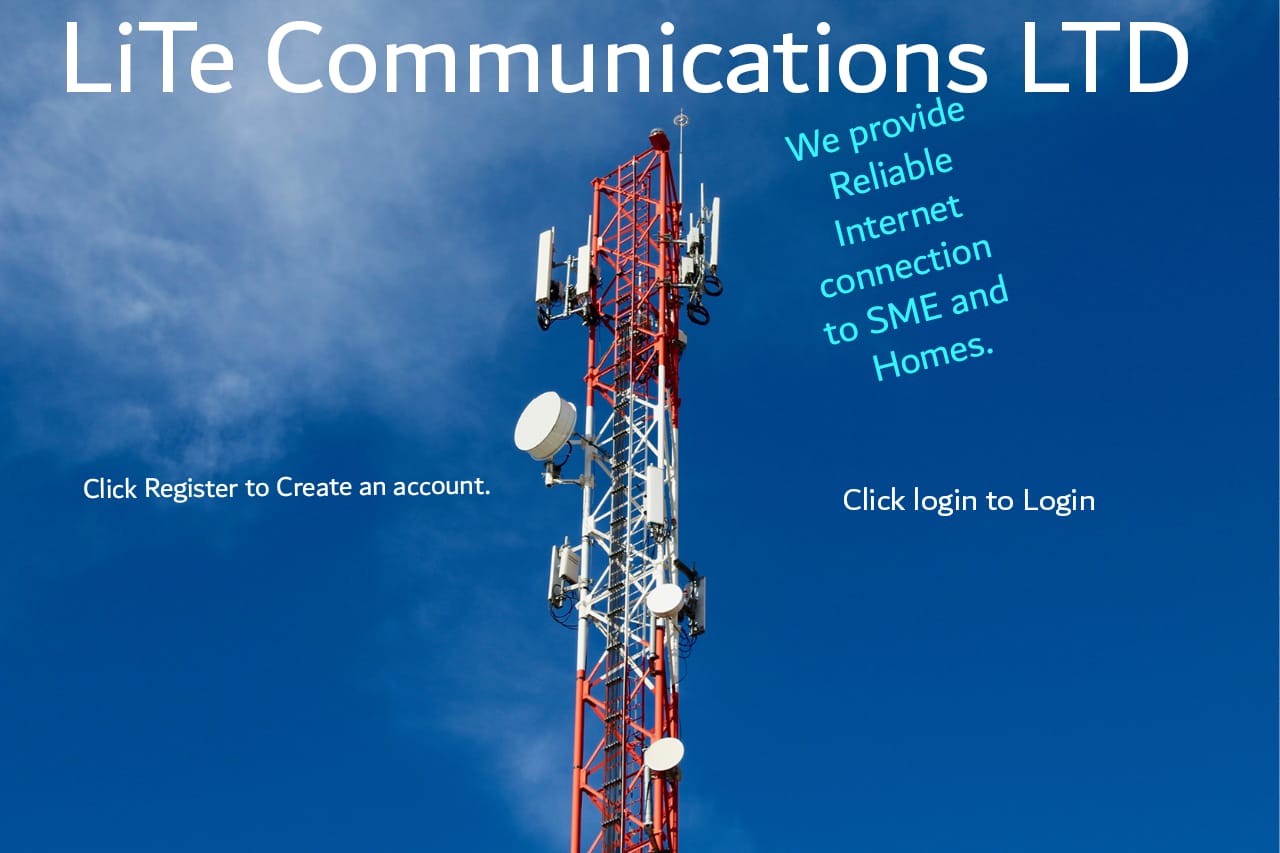 LiTe Communications LTD
We provide
Reliable
Internet
connection
to SME and
Homes.
Click Register to Create an account.
Click login to Login